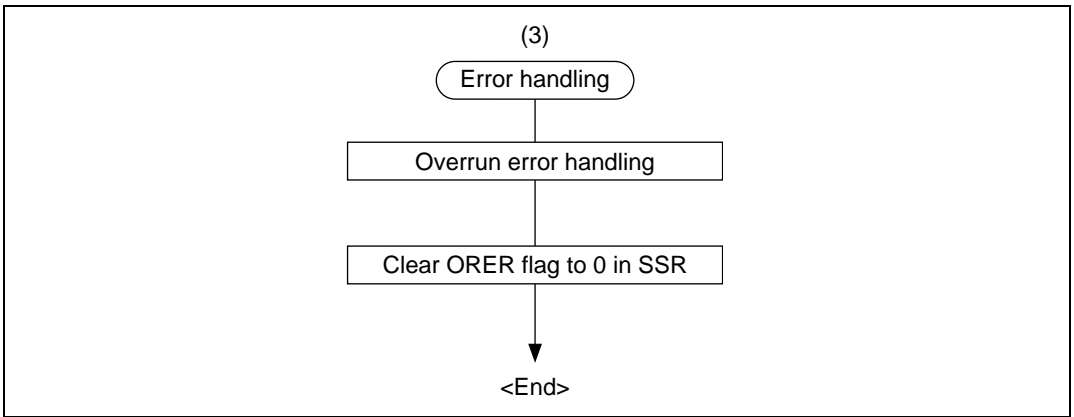 (3)
Error handling
Overrun error handling
Clear ORER flag to 0 in SSR
<End>